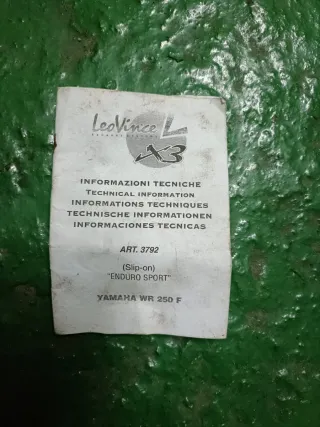 LeoVince L
X3
INFORMAZIONI TECNICHE
TECHNICAL INFORMATION
INFORMATIONS TECHNIQUES
TECHNISCHE INFORMATIONEN
INFORMACIONES TECNICAS
ART. 3792
(Slip-on)
"ENDURO SPORT"
YAMAHA WR 250 F